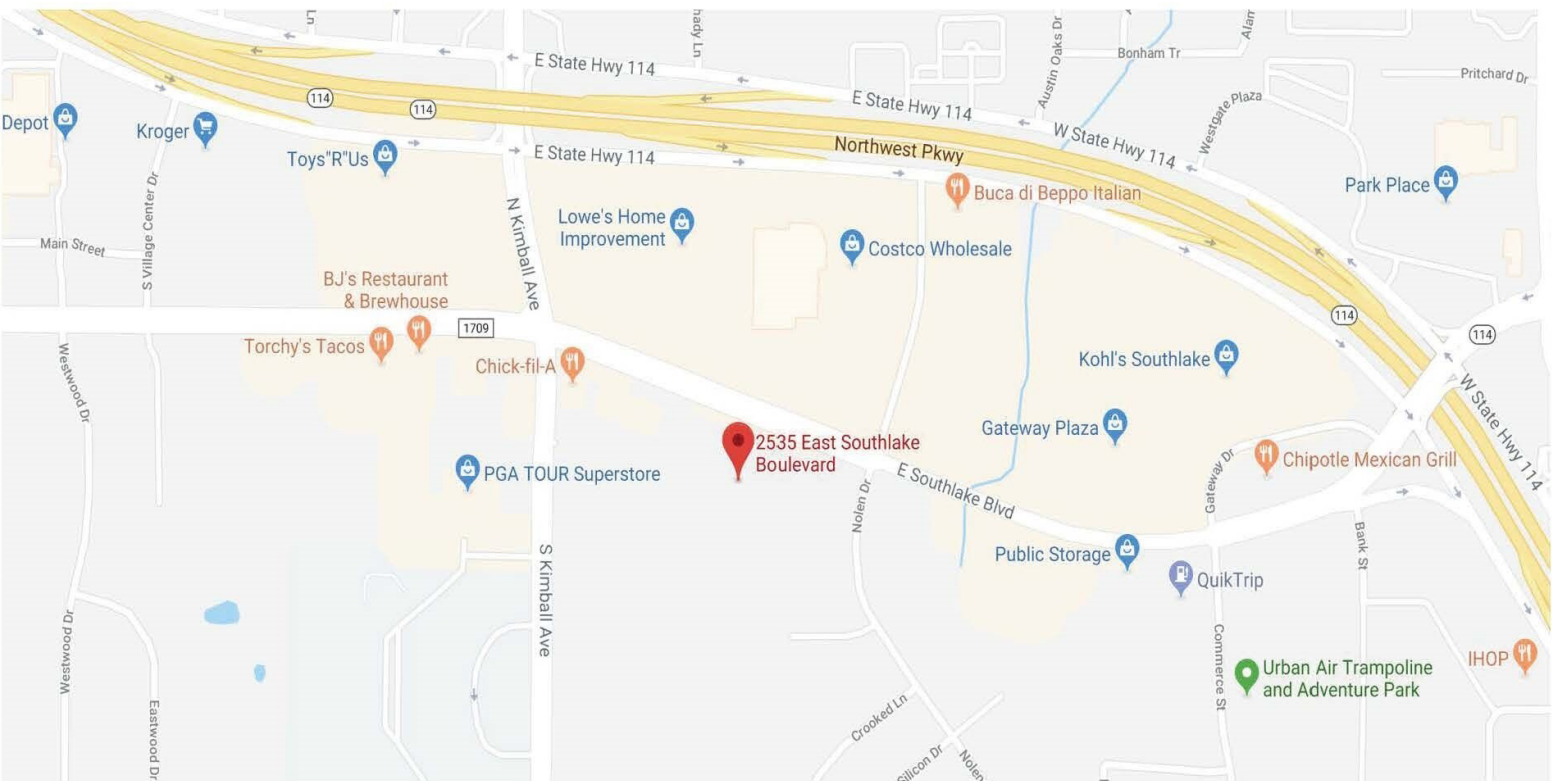 Ln
hady Ln
Austin Oaks Dr
Bonham Tr
Alam
Pritchard Dr
E State Hwy 114
E State Hwy 114
W State Hwy 114
Westgate Plaza
114
114
Depot
Kroger
Toys"R"Us
E State Hwy 114
Northwest Pkwy
Buca di Beppo Italian
Park Place
S Village Center Dr
Main Street
N Kimball Ave
Lowe's Home
Improvement
Costco Wholesale
BJ's Restaurant
& Brewhouse
1709
Torchy's Tacos
Chick-fil-A
114
114
Kohl's Southlake
W State Hwy 114
Westwood Dr
Gateway Plaza
2535 East Southlake
Boulevard
PGA TOUR Superstore
E Southlake Blvd
Nolen Dr
Gateway Dr
Chipotle Mexican Grill
Public Storage
QuikTrip
Bank St
S Kimball Ave
Westwood Dr
Eastwood Dr
Commerce St
Urban Air Trampoline
and Adventure Park
IHOP
Crooked Ln
Silicon Dr
Nolen